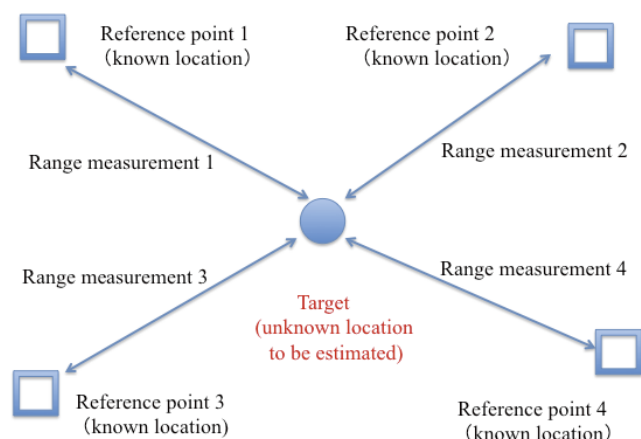 Reference point 1
（known location）
Reference point 2
（known location）
Range measurement 1
Range measurement 2
Range measurement 3
Range measurement 4
Target
(unknown location
to be estimated)
Reference point 3
（known location)
Reference point 4
（known location）